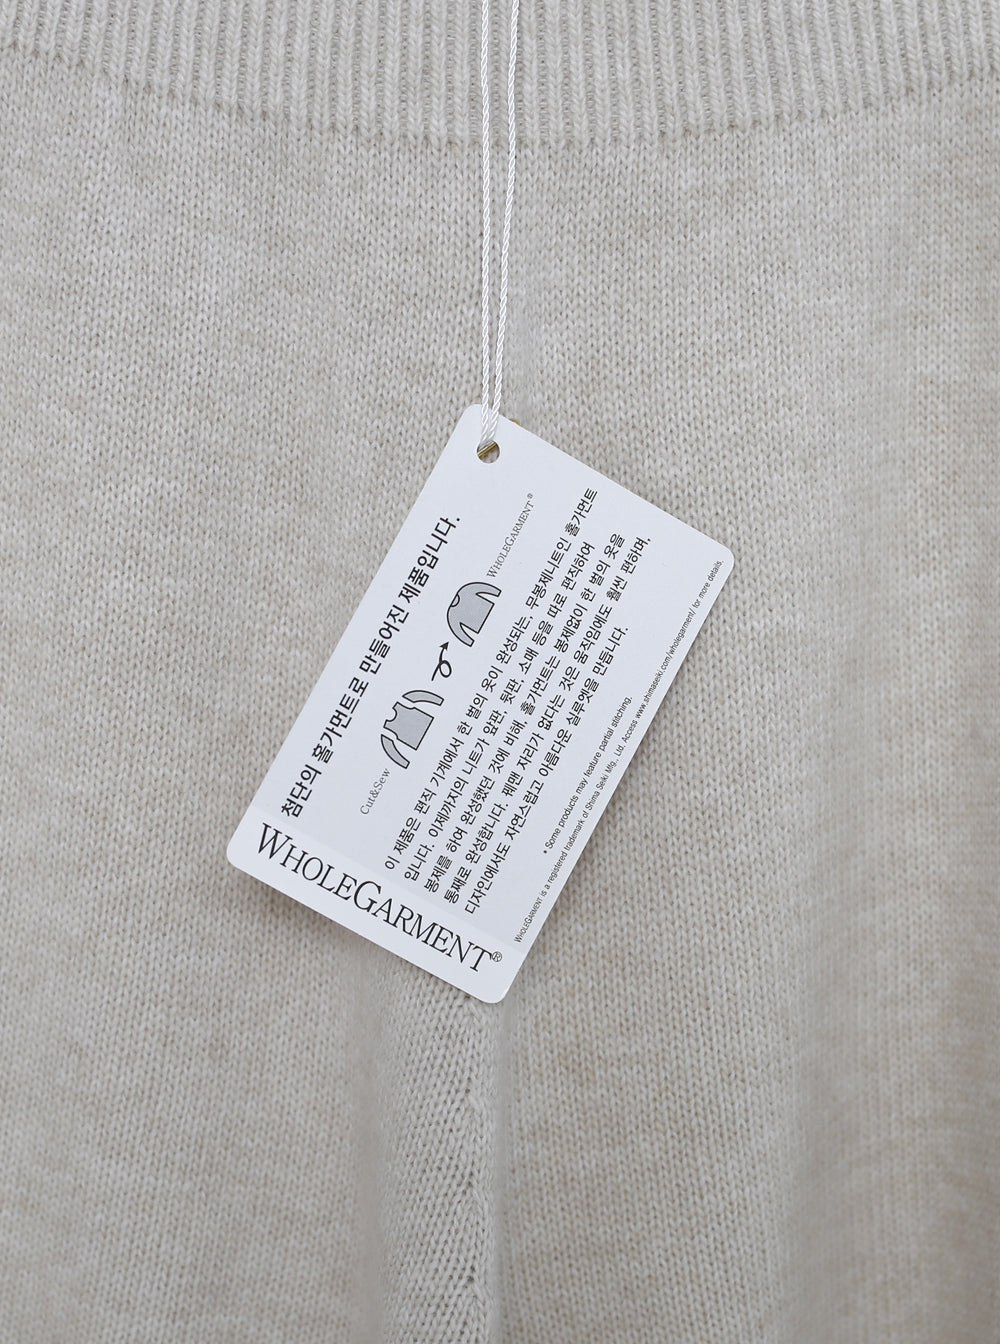 첨단의 홀가먼트로 만들어진 제품입니다.
Cut&Sew
WHOLEGARMENT®
이 제품은 편직 기계에서 한 벌의 옷이 완성되는, 무봉제니트인 홀가먼트
입니다. 이제까지의 니트가 앞판, 뒷판, 소매 등을 따로 편직하여
봉제를 하여 완성했던 것에 비해, 홀가먼트는 봉제없이 한 벌의 옷을
통째로 완성합니다. 꿰맨 자리가 없다는 것은 움직임에도 훨씬 편하며,
디자인에서도 자연스럽고 아름다운 실루엣을 만듭니다.
* Some products may feature partial stitching.
WHOLEGARMENT is a registered trademark of Shima Seiki Mfg., Ltd. Access www.shimaseiki.com/wholegarment/ for more details.
WHOLEGARMENT®